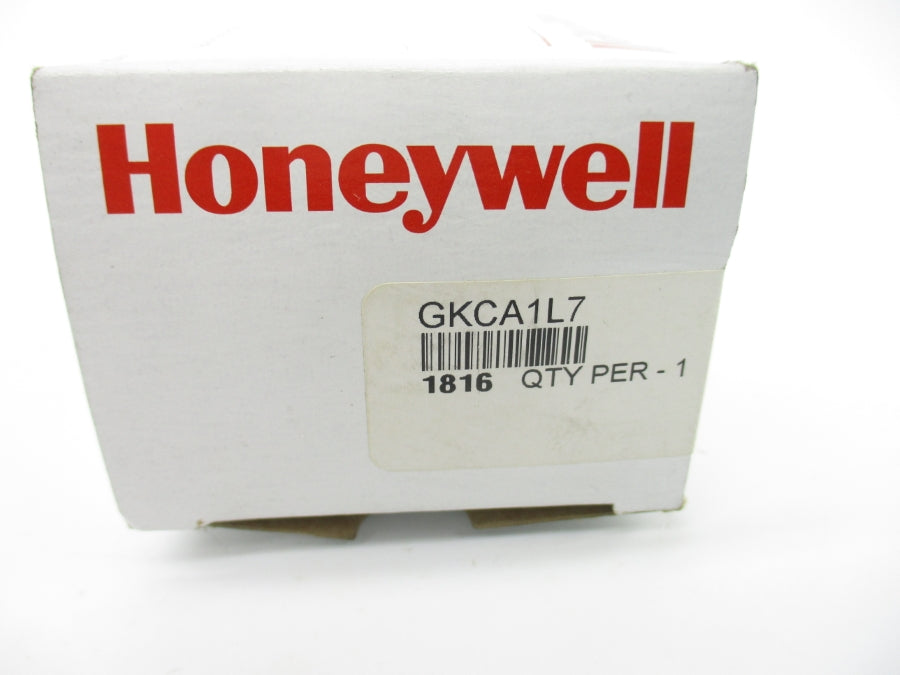 Honeywell
GKCA1L7
1816 QTY PER - 1